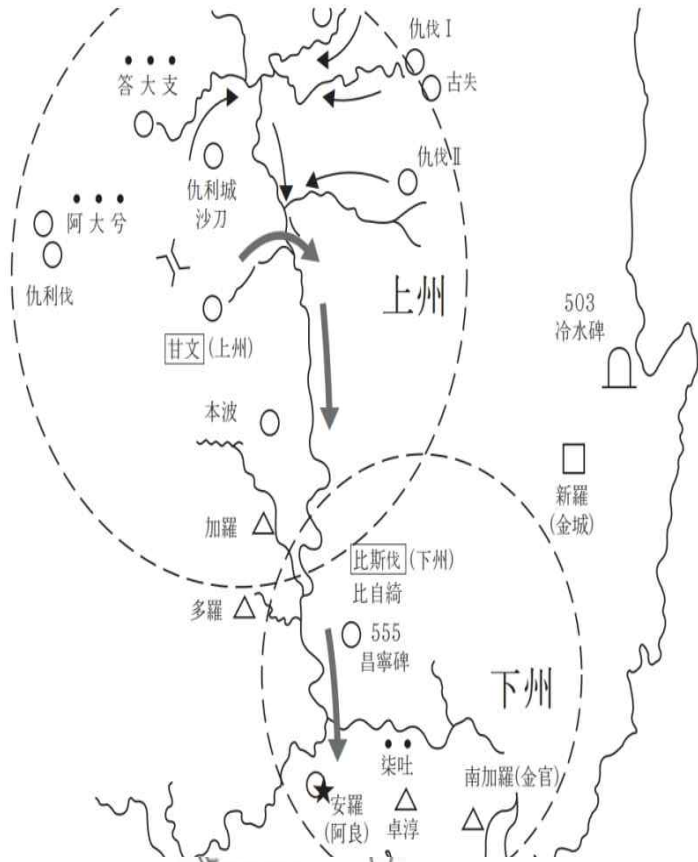 仇伐Ⅰ
答大支
古失
仇伐Ⅱ
仇利城
沙刀
阿大兮
仇利伐
上州
503
冷水碑
甘文(上州)
本波
新羅
(金城)
加羅
比斯伐(下州)
比自𬗋
多羅
555
昌寧碑
下州
柒吐
南加羅(金官)
安羅
(阿良)
卓淳